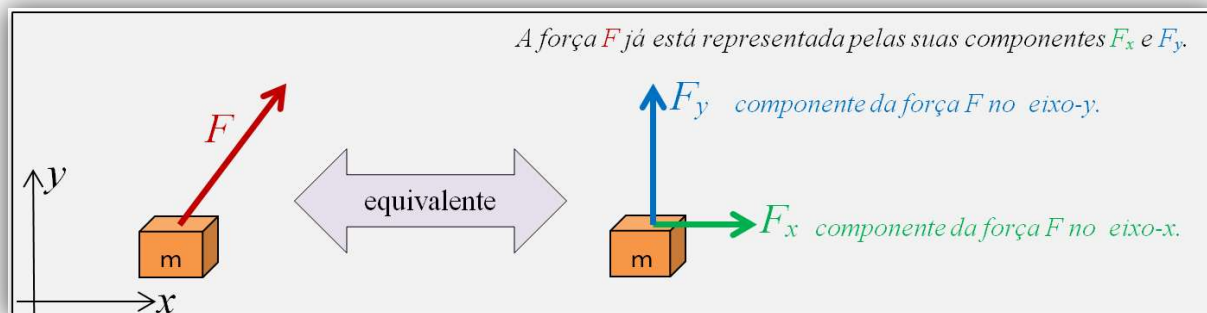 A força F já está representada pelas suas componentes Fx e Fy.
F
Fy componente da força F no eixo-y.
y
equivalente
Fx componente da força F no eixo-x.
m
m
x